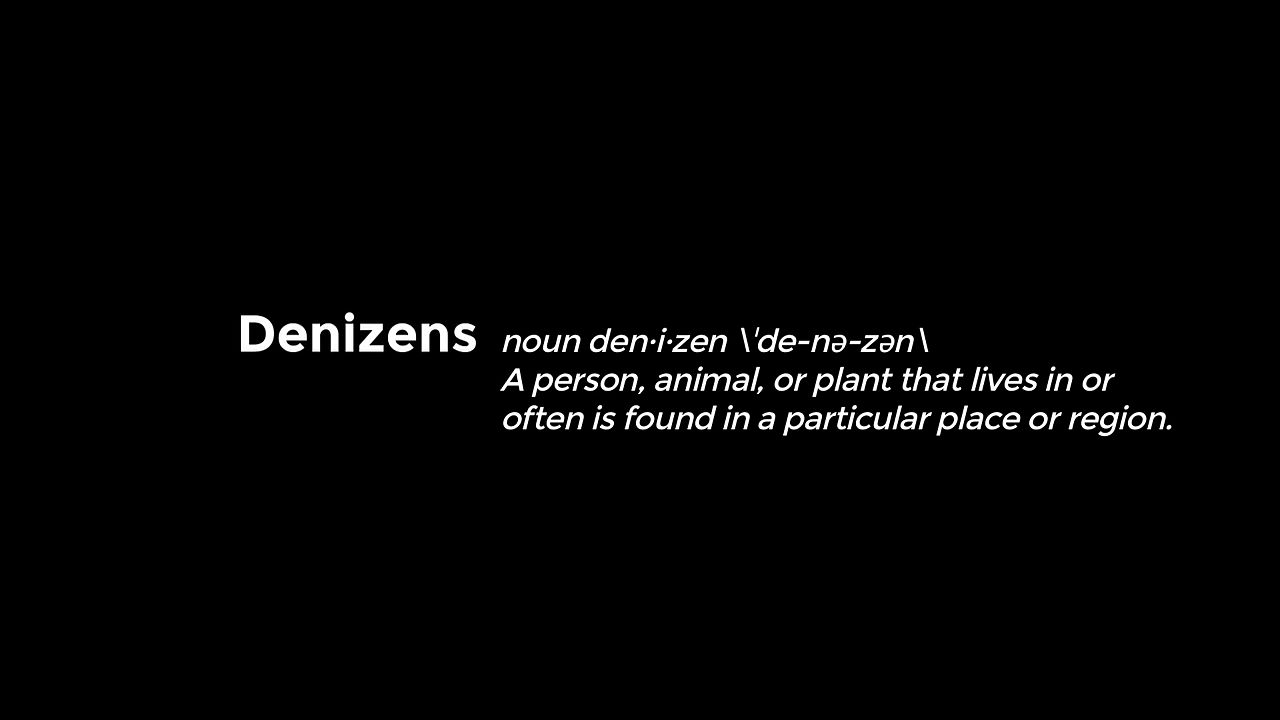 Denizens noun den·i·zen \ˈde-nə-zən\
A person, animal, or plant that lives in or
often is found in a particular place or region.